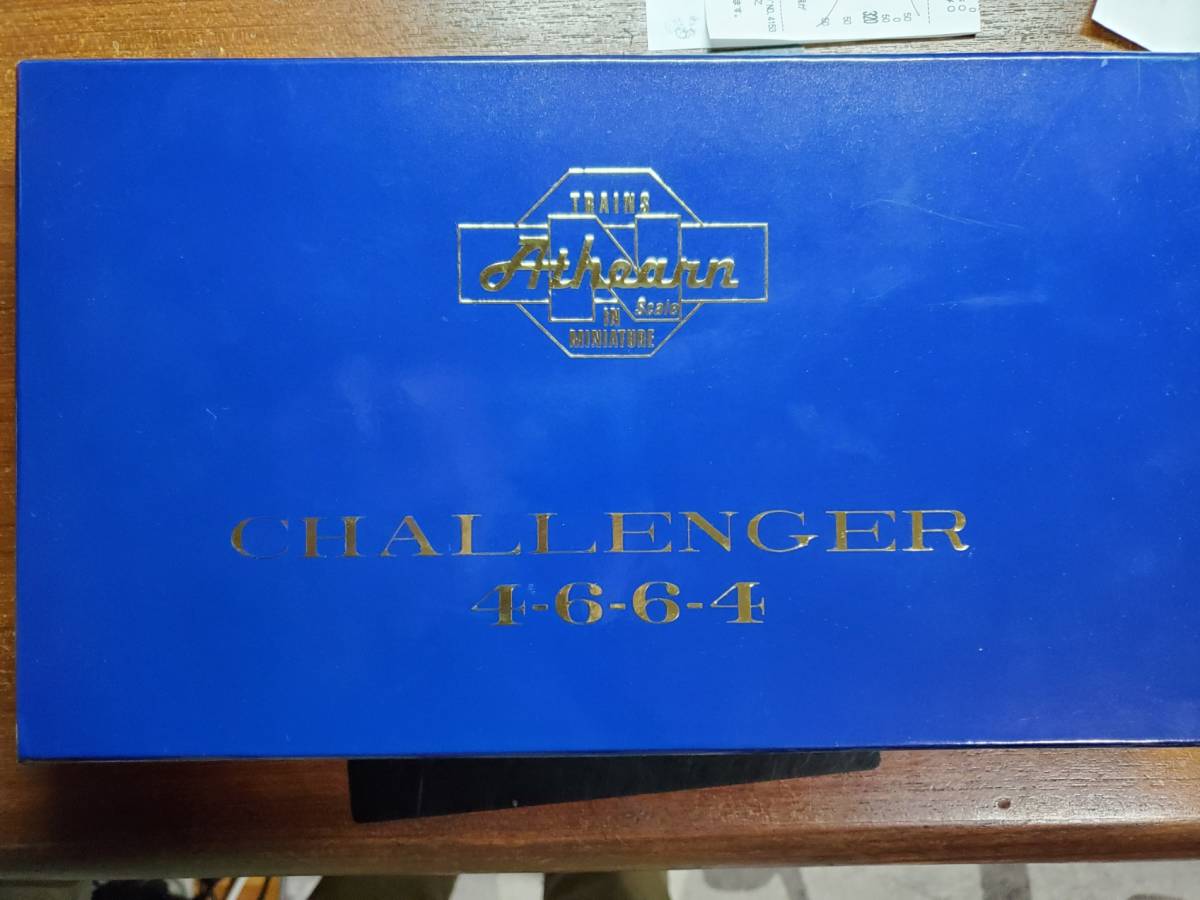 TRAINS
Athearn
N Scale
IN
MINIATURE
CHALLENGER
4-6-6-4